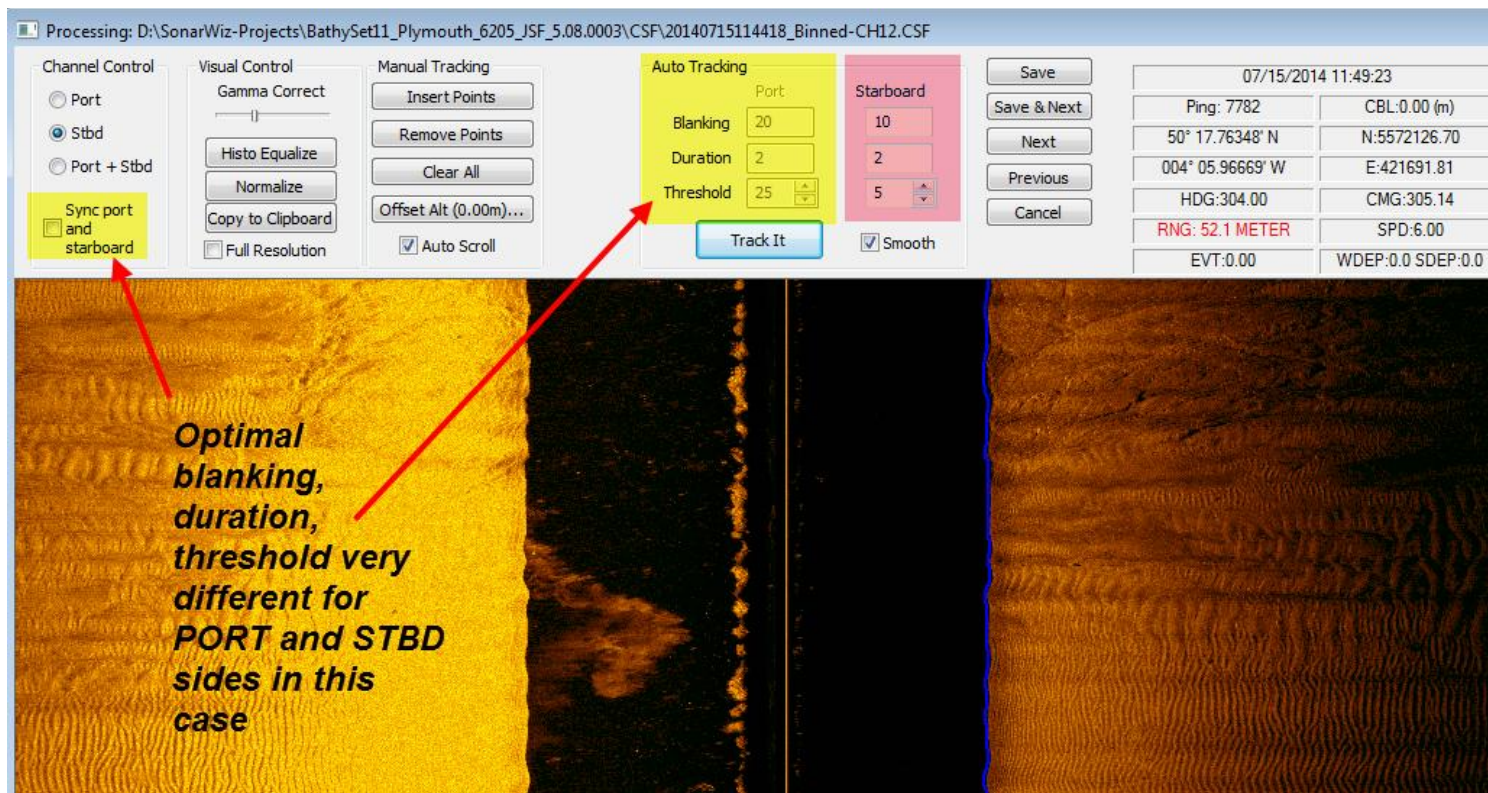 Processing: D:\SonarWiz-Projects\BathySet11_Plymouth_6205_JSF_5.08.0003\CSF\20140715114418_Binned-CH12.CSF
Channel Control
Port
Stbd
Port + Stbd
Sync port
and
starboard
Visual Control
Gamma Correct
Histo Equalize
Normalize
Copy to Clipboard
Full Resolution
Manual Tracking
Insert Points
Remove Points
Clear All
Offset Alt (0.00m)...
Auto Scroll
Auto Tracking
Port Starboard
Blanking 20 10
Duration 2 2
Threshold 25 5
Track It Smooth
Save
Save & Next
Next
Previous
Cancel
07/15/2014 11:49:23
Ping: 7782 CBL:0.00 (m)
50° 17.76348' N N:5572126.70
004° 05.96669' W E:421691.81
HDG:304.00 CMG:305.14
RNG: 52.1 METER SPD:6.00
EVT:0.00 WDEP:0.0 SDEP:0.0
Optimal
blanking,
duration,
threshold very
different for
PORT and STBD
sides in this
case